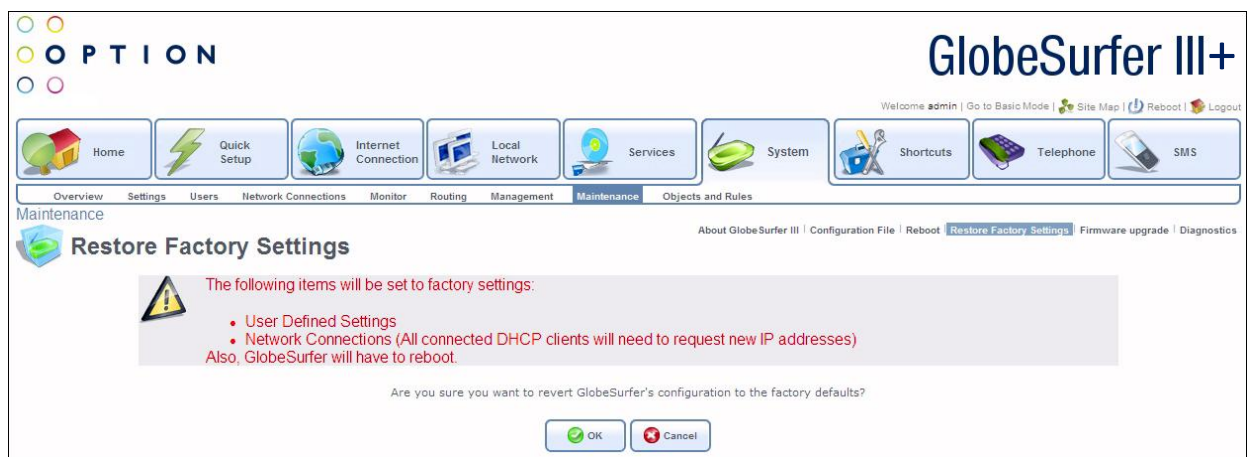 OPTION
GlobeSurfer III+
Welcome admin | Go to Basic Mode | Site Map | Reboot | Logout
Home
Quick Setup
Internet Connection
Local Network
Services
System
Shortcuts
Telephone
SMS
Overview Settings Users Network Connections Monitor Routing Management Maintenance Objects and Rules
Maintenance
About GlobeSurfer III | Configuration File | Reboot | Restore Factory Settings | Firmware upgrade | Diagnostics
Restore Factory Settings
The following items will be set to factory settings:
• User Defined Settings
• Network Connections (All connected DHCP clients will need to request new IP addresses)
Also, GlobeSurfer will have to reboot.
Are you sure you want to revert GlobeSurfer's configuration to the factory defaults?
OK Cancel